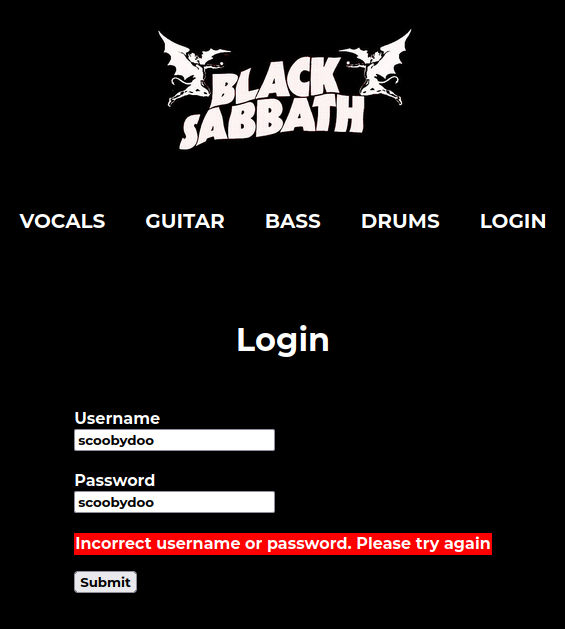 BLACK
SABBATH
VOCALS GUITAR BASS DRUMS LOGIN
Login
Username
scoobydoo
Password
scoobydoo
Incorrect username or password. Please try again
Submit